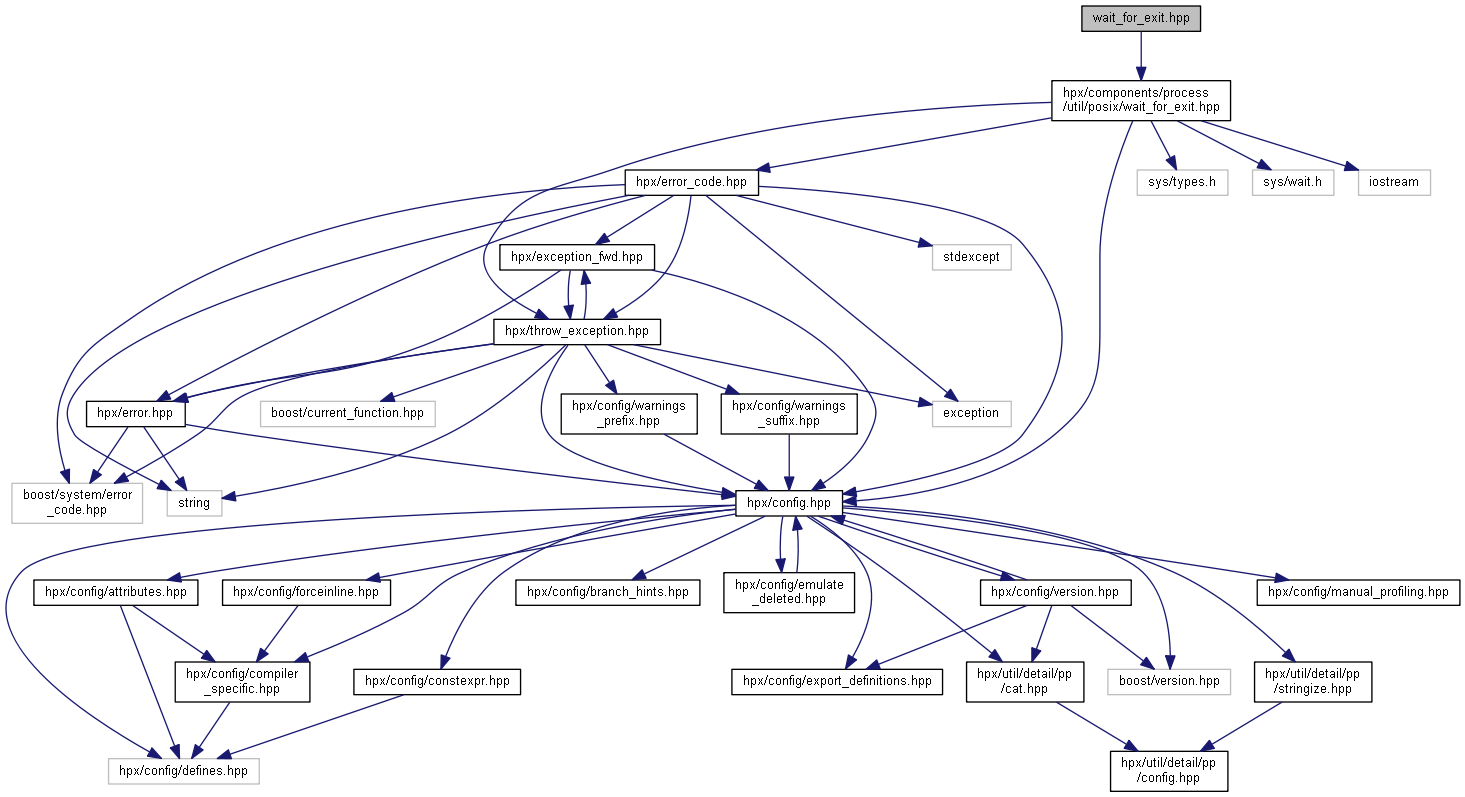 wait_for_exit.hpp
hpx/components/process
/util/posix/wait_for_exit.hpp
hpx/error_code.hpp
sys/types.h
sys/wait.h
iostream
hpx/exception_fwd.hpp
stdexcept
hpx/throw_exception.hpp
hpx/error.hpp
boost/current_function.hpp
hpx/config/warnings
_prefix.hpp
hpx/config/warnings
_suffix.hpp
exception
boost/system/error
_code.hpp
string
hpx/config.hpp
hpx/config/attributes.hpp
hpx/config/forceinline.hpp
hpx/config/branch_hints.hpp
hpx/config/emulate
_deleted.hpp
hpx/config/version.hpp
hpx/config/manual_profiling.hpp
hpx/config/compiler
_specific.hpp
hpx/config/constexpr.hpp
hpx/config/export_definitions.hpp
hpx/util/detail/pp
/cat.hpp
boost/version.hpp
hpx/util/detail/pp
/stringize.hpp
hpx/config/defines.hpp
hpx/util/detail/pp
/config.hpp